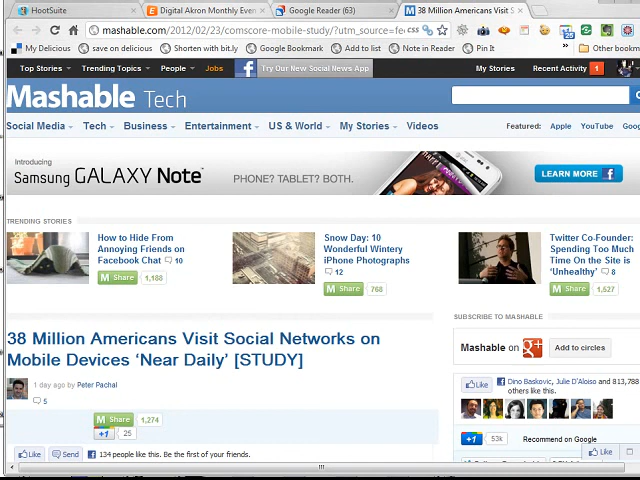 HootSuite
Digital Akron Monthly Even
Google Reader (63)
38 Million Americans Visit S
mashable.com/2012/02/23/comscore-mobile-study/?utm_source=fe
css
My Delicious
save on delicious
Shorten with bit.ly
Google Bookmark
Add to list
Note in Reader
Pin It
»
Other bookm
Top Stories
Trending Topics
People
Jobs
Try Our New Social News App
My Stories
Recent Activity 1
Mashable Tech
Social Media
Tech
Business
Entertainment
US & World
My Stories
Videos
Featured:
Apple
YouTube
Goo
Introducing
Samsung GALAXY Note™
PHONE? TABLET? BOTH.
LEARN MORE
TRENDING STORIES
How to Hide From
Annoying Friends on
Facebook Chat 10
M Share 1,188
Snow Day: 10
Wonderful Wintery
iPhone Photographs
12
M Share 768
Twitter Co-Founder:
Spending Too Much
Time On the Site is
'Unhealthy' 8
M Share 1,527
SUBSCRIBE TO MASHABLE
38 Million Americans Visit Social Networks on
Mobile Devices 'Near Daily' [STUDY]
1 day ago by Peter Pachal
5
M Share 1,274
+1 25
Like
Send
134 people like this. Be the first of your friends.
Mashable on g+1
Add to circles
Like
Dino Baskovic, Julie D'Aloiso and 813,788
others like this.
+1 53k
Recommend on Google
Like